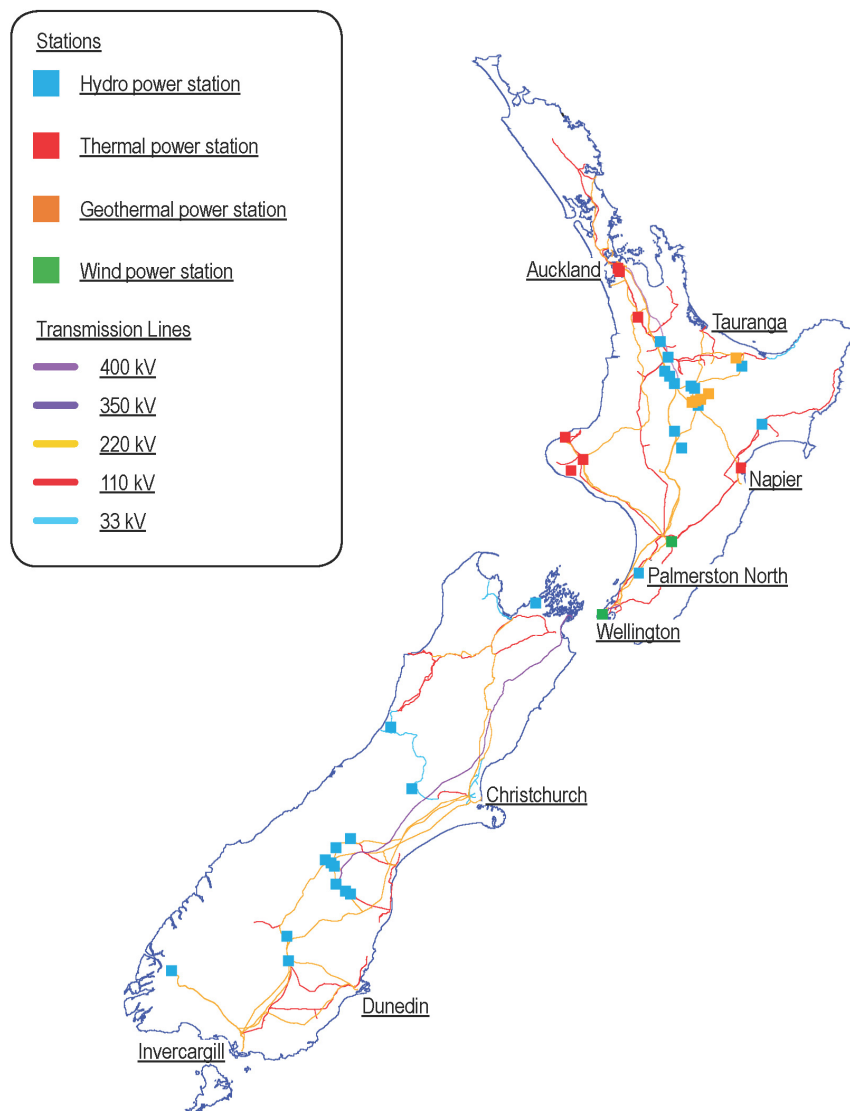 Stations
Hydro power station
Thermal power station
Geothermal power station
Wind power station
Transmission Lines
400 kV
350 kV
220 kV
110 kV
33 kV
Auckland
Tauranga
Napier
Palmerston North
Wellington
Christchurch
Dunedin
Invercargill